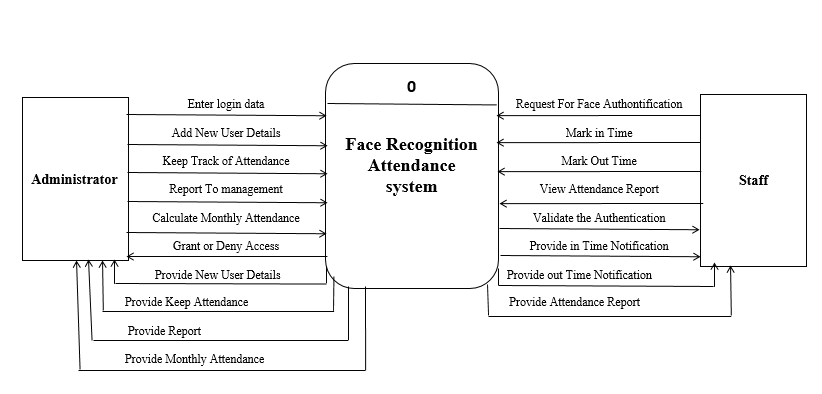 0
Enter login data
Request For Face Authontification
Add New User Details
Mark in Time
Face Recognition
Attendance
system
Keep Track of Attendance
Mark Out Time
Administrator
Staff
Report To management
View Attendance Report
Calculate Monthly Attendance
Validate the Authentication
Grant or Deny Access
Provide in Time Notification
Provide New User Details
Provide out Time Notification
Provide Keep Attendance
Provide Attendance Report
Provide Report
Provide Monthly Attendance